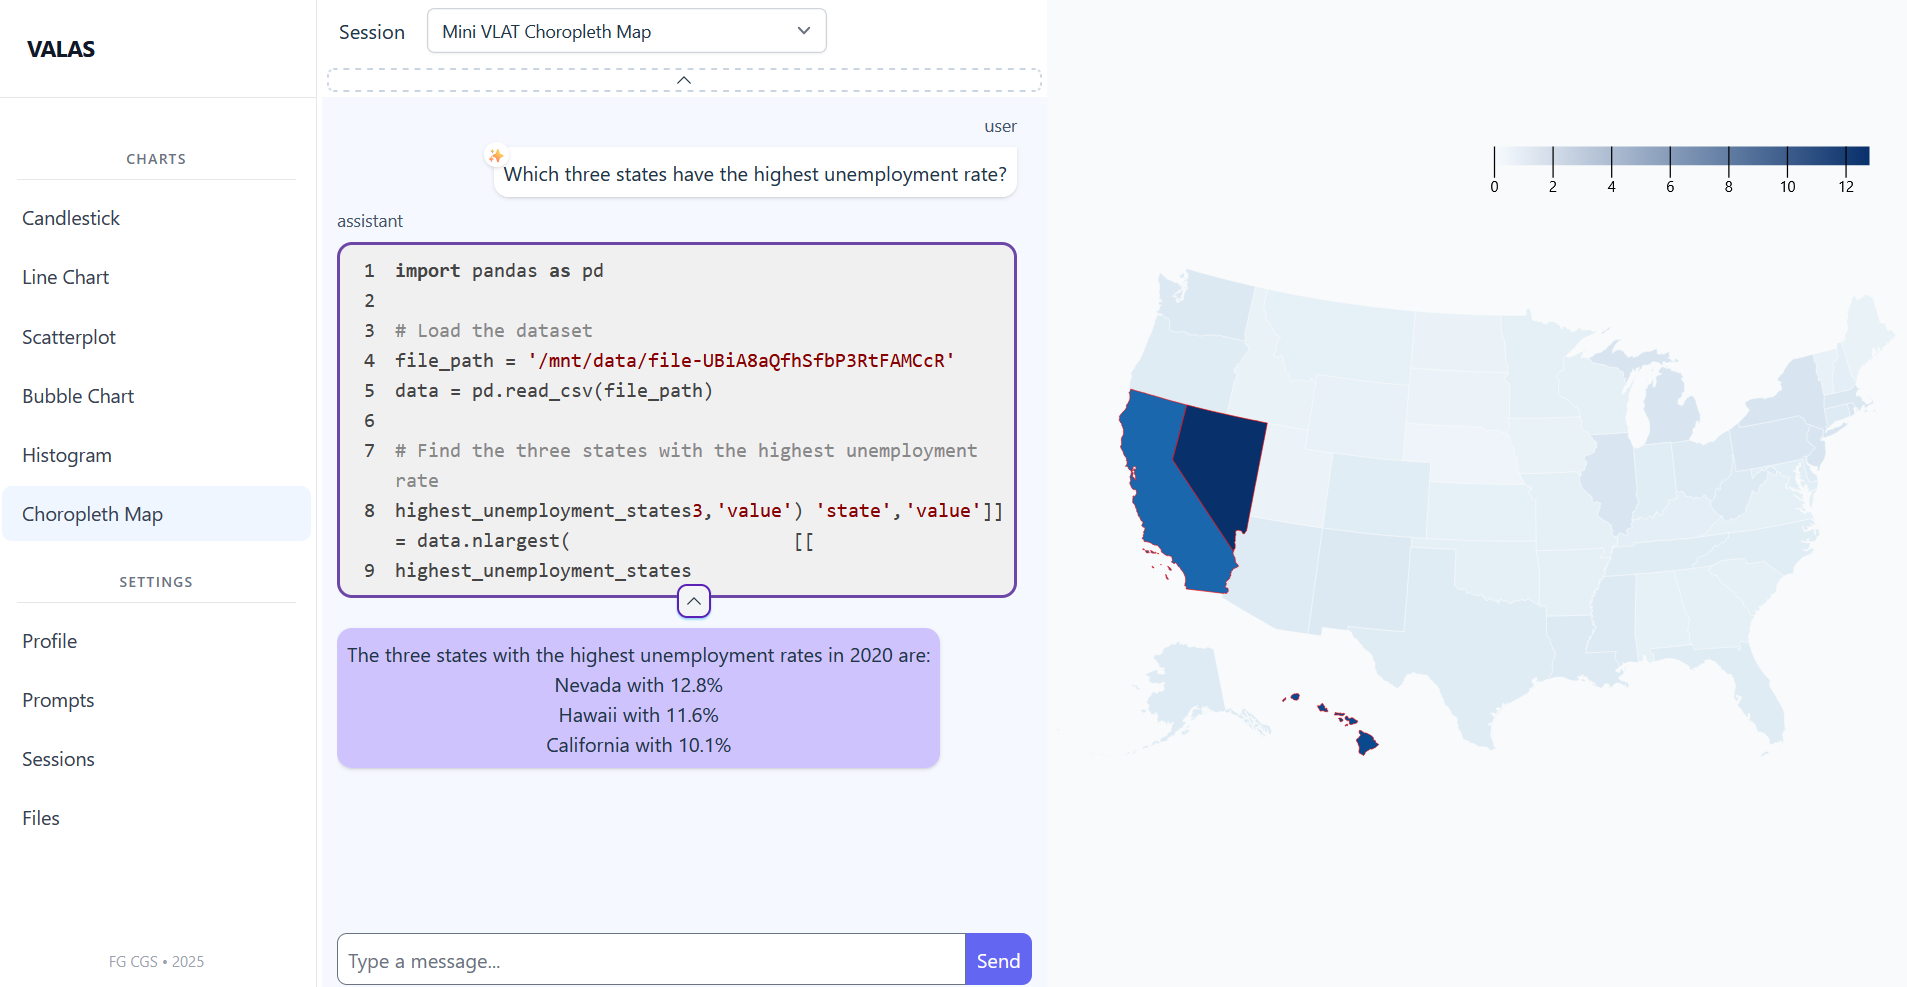 VALAS
CHARTS
Candlestick
Line Chart
Scatterplot
Bubble Chart
Histogram
Choropleth Map
SETTINGS
Profile
Prompts
Sessions
Files
FG CGS • 2025
Session
Mini VLAT Choropleth Map
user
Which three states have the highest unemployment rate?
assistant
1 import pandas as pd
2
3 # Load the dataset
4 file_path = '/mnt/data/file-UBiA8aQfhSfbP3RtFAMCcR'
5 data = pd.read_csv(file_path)
6
7 # Find the three states with the highest unemployment
rate
8 highest_unemployment_states3,'value') 'state','value']]
= data.nlargest( [[
9 highest_unemployment_states
The three states with the highest unemployment rates in 2020 are:
Nevada with 12.8%
Hawaii with 11.6%
California with 10.1%
Type a message...
Send
0 2 4 6 8 10 12